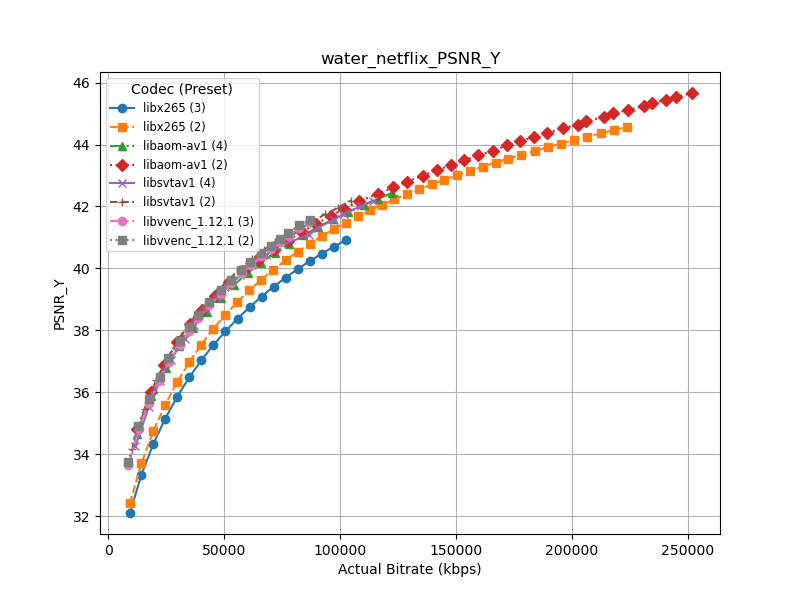 water_netflix_PSNR_Y
Codec (Preset)
libx265 (3)
libx265 (2)
libaom-av1 (4)
libaom-av1 (2)
libsvtav1 (4)
libsvtav1 (2)
libvvenc_1.12.1 (3)
libvvenc_1.12.1 (2)
PSNR_Y
46
44
42
40
38
36
34
32
0
50000
100000
150000
200000
250000
Actual Bitrate (kbps)